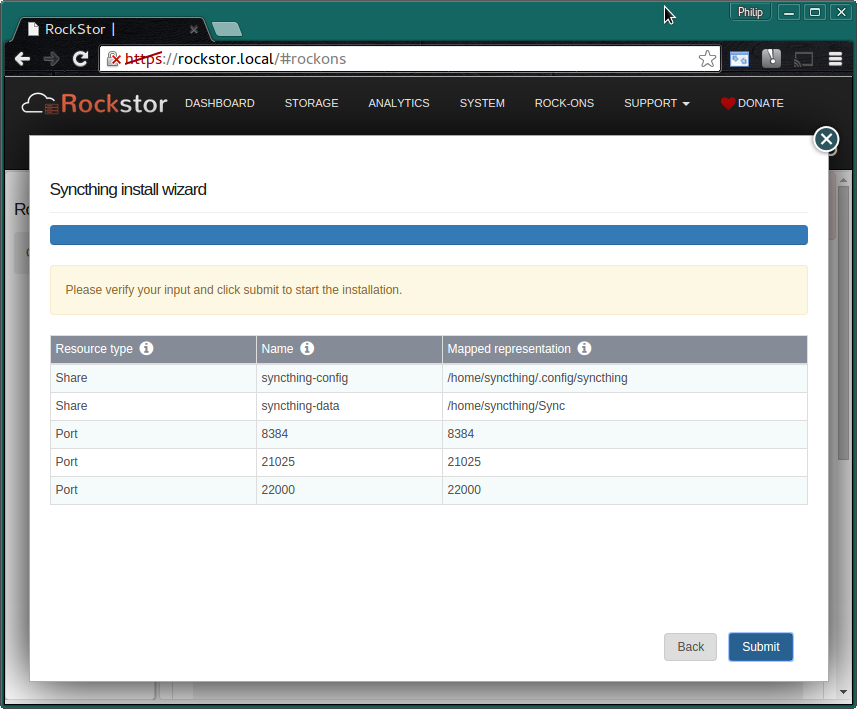 Philip
RockStor |
https://rockstor.local/#rockons
Rockstor DASHBOARD STORAGE ANALYTICS SYSTEM ROCK-ONS SUPPORT DONATE
Syncthing install wizard
Please verify your input and click submit to start the installation.
Resource type Name Mapped representation
Share syncthing-config /home/syncthing/.config/syncthing
Share syncthing-data /home/syncthing/Sync
Port 8384 8384
Port 21025 21025
Port 22000 22000
Back Submit